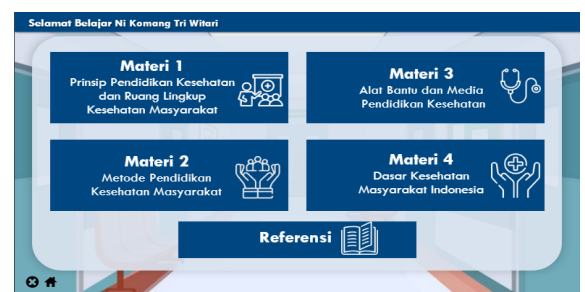 Selamat Belajar Ni Komang Tri Witari
Materi 1
Prinsip Pendidikan Kesehatan
dan Ruang Lingkup
Kesehatan Masyarakat
Materi 2
Metode Pendidikan
Kesehatan Masyarakat
Materi 3
Alat Bantu dan Media
Pendidikan Kesehatan
Materi 4
Dasar Kesehatan
Masyarakat Indonesia
Referensi